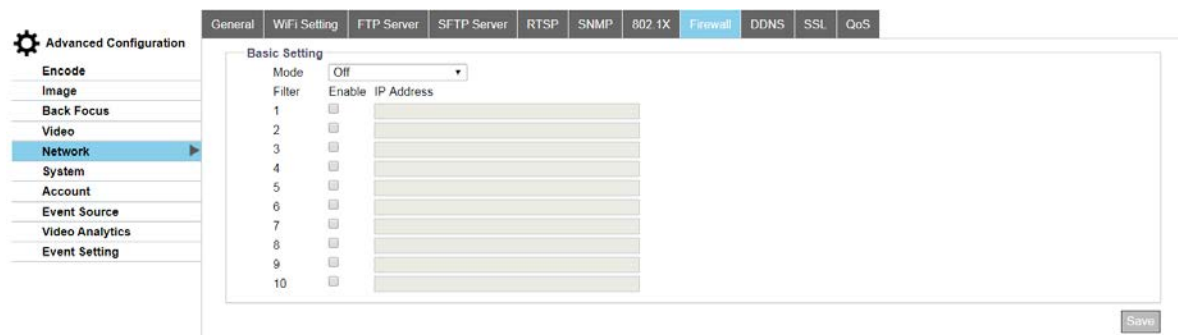 General WiFi Setting FTP Server SFTP Server RTSP SNMP 802.1X Firewall DDNS SSL QoS
Advanced Configuration
Encode
Image
Back Focus
Video
Network
System
Account
Event Source
Video Analytics
Event Setting
Basic Setting
Mode Off
Filter Enable IP Address
1
2
3
4
5
6
7
8
9
10
Save